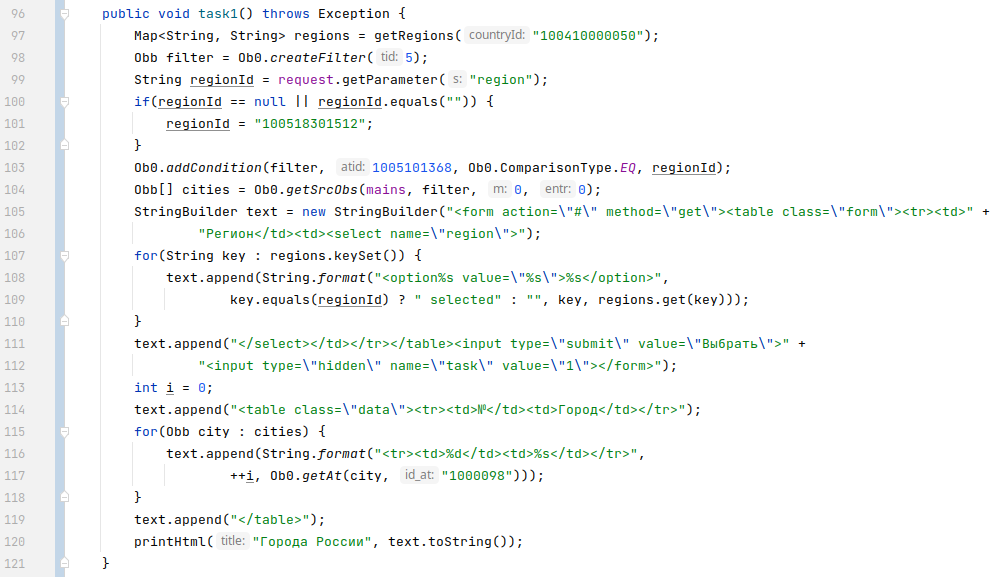 96 public void task1() throws Exception {
97 Map<String, String> regions = getRegions( countryId: "100410000050");
98 Obb filter = Ob0.createFilter( tid: 5);
99 String regionId = request.getParameter( s: "region");
100 if(regionId == null || regionId.equals("")) {
101 regionId = "100518301512";
102 }
103 Ob0.addCondition(filter, atid: 1005101368, Ob0.ComparisonType.EQ, regionId);
104 Obb[] cities = Ob0.getSrcObs(mains, filter, m: 0, entr: 0);
105 StringBuilder text = new StringBuilder("<form action=\"#\" method=\"get\"><table class=\"form\"><tr><td>" +
106 "Регион</td><td><select name=\"region\">");
107 for(String key : regions.keySet()) {
108 text.append(String.format("<option%s value=\"%s\">%s</option>",
109 key.equals(regionId) ? " selected" : "", key, regions.get(key)));
110 }
111 text.append("</select></td></tr></table><input type=\"submit\" value=\"Выбрать\">" +
112 "<input type=\"hidden\" name=\"task\" value=\"1\"></form>");
113 int i = 0;
114 text.append("<table class=\"data\"><tr><td>№</td><td>Город</td></tr>");
115 for(Obb city : cities) {
116 text.append(String.format("<tr><td>%d</td><td>%s</td></tr>",
117 ++i, Ob0.getAt(city, id_at: "1000098")));
118 }
119 text.append("</table>");
120 printHtml( title: "Города России", text.toString());
121 }